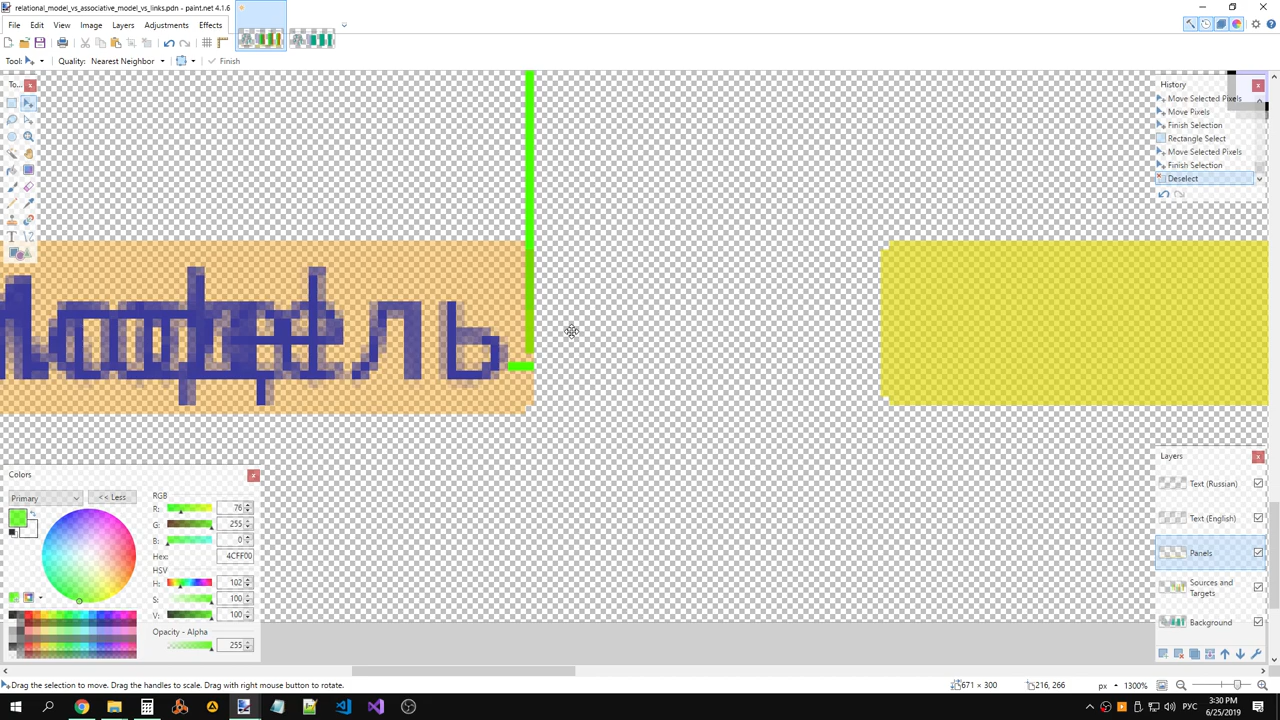 relational_model_vs_associative_model_vs_links.pdn - paint.net 4.1.6
File Edit View Image Layers Adjustments Effects
Tool: Quality: Nearest Neighbor Finish
To...
History
Move Selected Pixels
Move Pixels
Finish Selection
Rectangle Select
Move Selected Pixels
Finish Selection
Deselect
Colors
Primary
<< Less
RGB
R: 76
G: 255
B: 0
Hex: 4CFF00
HSV
H: 102
S: 100
V: 100
Opacity - Alpha
255
Layers
Text (Russian)
Text (English)
Panels
Sources and
Targets
Background
Drag the selection to move. Drag the handles to scale. Drag with right mouse button to rotate.
671 × 300 216, 266 px 1300%
РУС
3:30 PM
6/25/2019